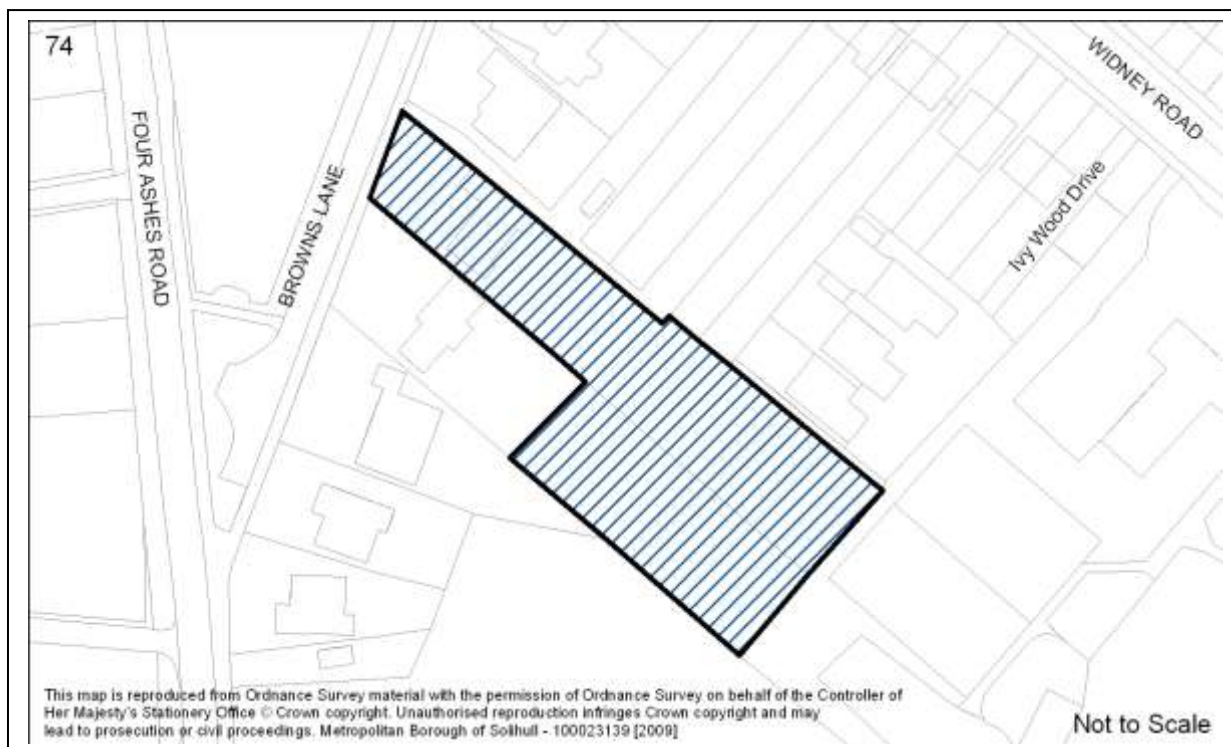 74
FOUR ASHES ROAD
BROWNS LANE
WIDNEY ROAD
Ivy Wood Drive
This map is reproduced from Ordnance Survey material with the permission of Ordnance Survey on behalf of the Controller of
Her Majesty's Stationery Office © Crown copyright. Unauthorised reproduction infringes Crown copyright and may
lead to prosecution or civil proceedings. Metropolitan Borough of Solihull - 100023139 [2009]
Not to Scale